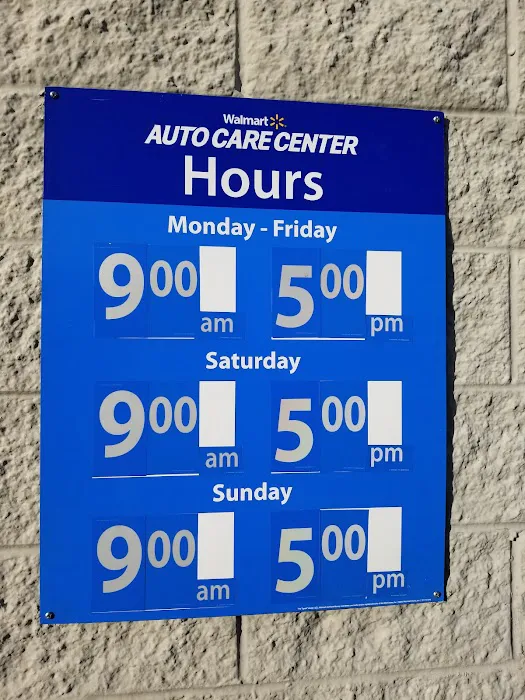 Walmart
AUTO CARE CENTER
Hours
Monday - Friday
9 00 am 5 00 pm
Saturday
9 00 am 5 00 pm
Sunday
9 00 am 5 00 pm